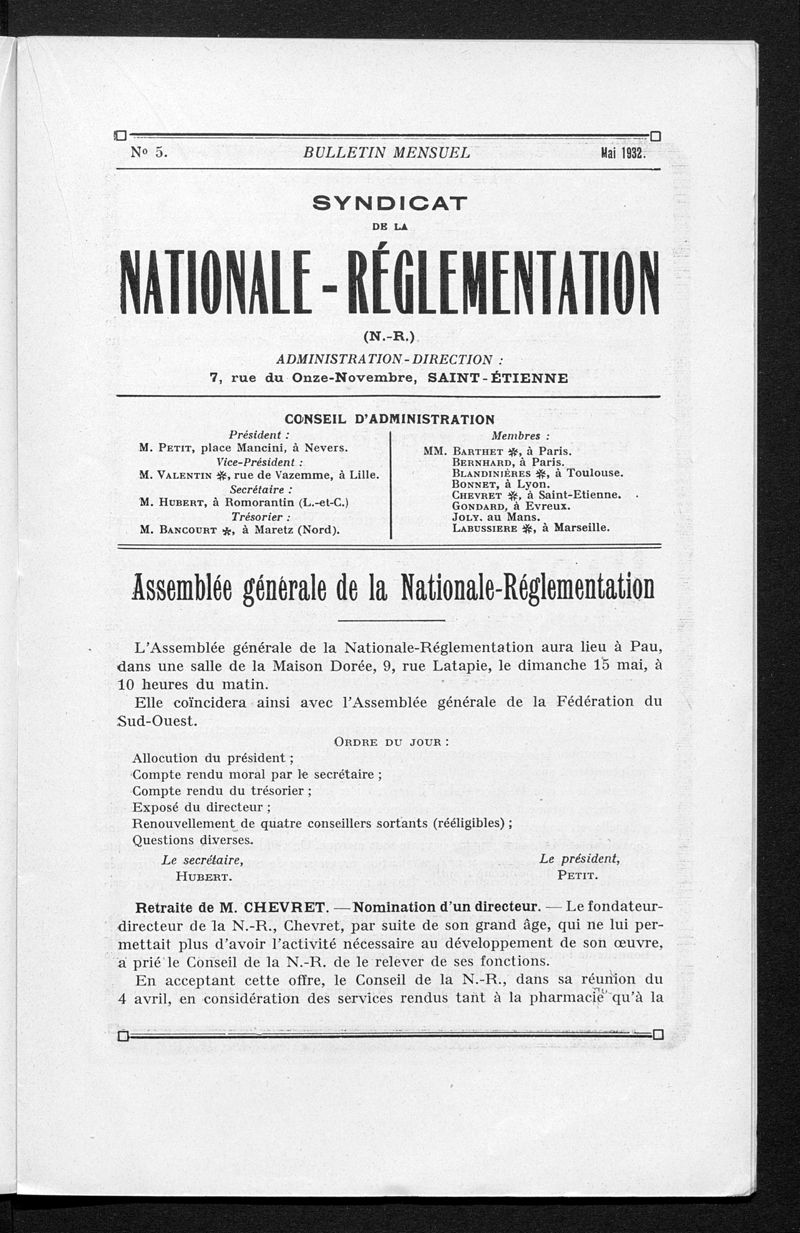 Nº 5. BULLETIN MENSUEL Mai 1932.
SYNDICAT
DE LA
NATIONALE-RÉGLEMENTATION
(N.-R.)
ADMINISTRATION-DIRECTION :
7, rue du Onze-Novembre, SAINT-ÉTIENNE
CONSEIL D'ADMINISTRATION
Président :
M. PETIT, place Mancini, à Nevers.
Vice-Président :
M. VALENTIN ✻, rue de Vazemme, à Lille.
Secrétaire :
M. HUBERT, à Romorantin (L.-et-C.)
Trésorier :
M. BANCOURT ✻, à Maretz (Nord).
Membres :
MM. BARTHET ✻, à Paris.
BERNHARD, à Paris.
BLANDINIÈRES ✻, à Toulouse.
BONNET, à Lyon.
CHEVRET ✻, à Saint-Etienne.
GONDARD, à Evreux.
JOLY. au Mans.
LABUSSIERE ✻, à Marseille.
Assemblée générale de la Nationale-Réglementation
L'Assemblée générale de la Nationale-Réglementation aura lieu à Pau,
dans une salle de la Maison Dorée, 9, rue Latapie, le dimanche 15 mai, à
10 heures du matin.
Elle coïncidera ainsi avec l'Assemblée générale de la Fédération du
Sud-Ouest.
ORDRE DU JOUR :
Allocution du président ;
Compte rendu moral par le secrétaire ;
Compte rendu du trésorier ;
Exposé du directeur ;
Renouvellement de quatre conseillers sortants (rééligibles) ;
Questions diverses.
Le secrétaire, Le président,
HUBERT. PETIT.
Retraite de M. CHEVRET. — Nomination d'un directeur. — Le fondateur-
directeur de la N.-R., Chevret, par suite de son grand âge, qui ne lui per-
mettait plus d'avoir l'activité nécessaire au développement de son œuvre,
a prié le Conseil de la N.-R. de le relever de ses fonctions.
En acceptant cette offre, le Conseil de la N.-R., dans sa réunion du
4 avril, en considération des services rendus tant à la pharmacie qu'à la